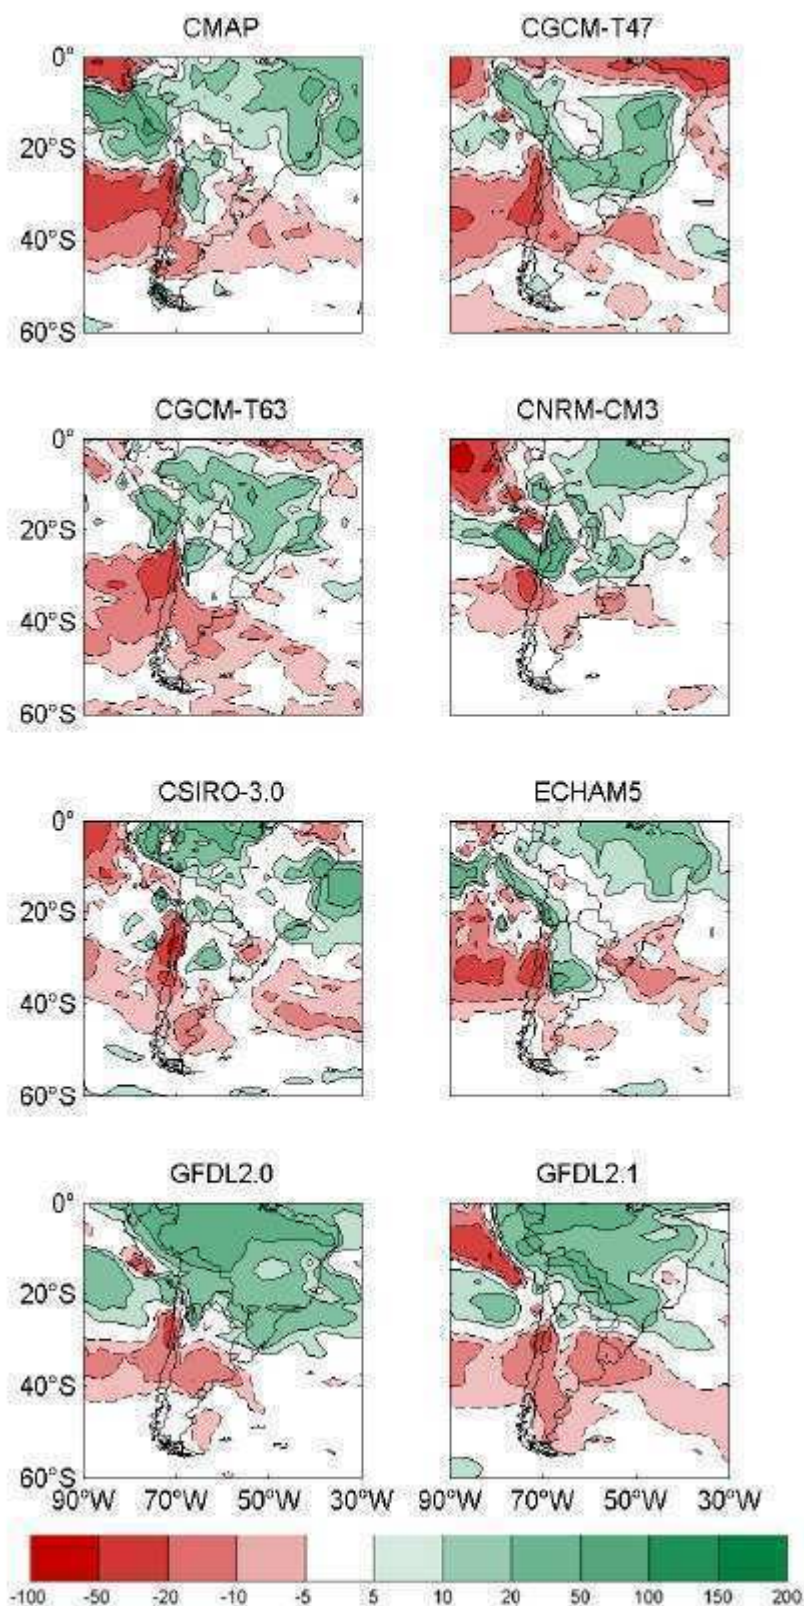 CMAP CGCM-T47
0°
20°S
40°S
60°S
CGCM-T63 CNRM-CM3
0°
20°S
40°S
60°S
CSIRO-3.0 ECHAM5
0°
20°S
40°S
60°S
GFDL2.0 GFDL2.1
0°
20°S
40°S
60°S
90°W 70°W 50°W 30°W 90°W 70°W 50°W 30°W
-100 -50 -20 -10 -5 5 10 20 50 100 150 200